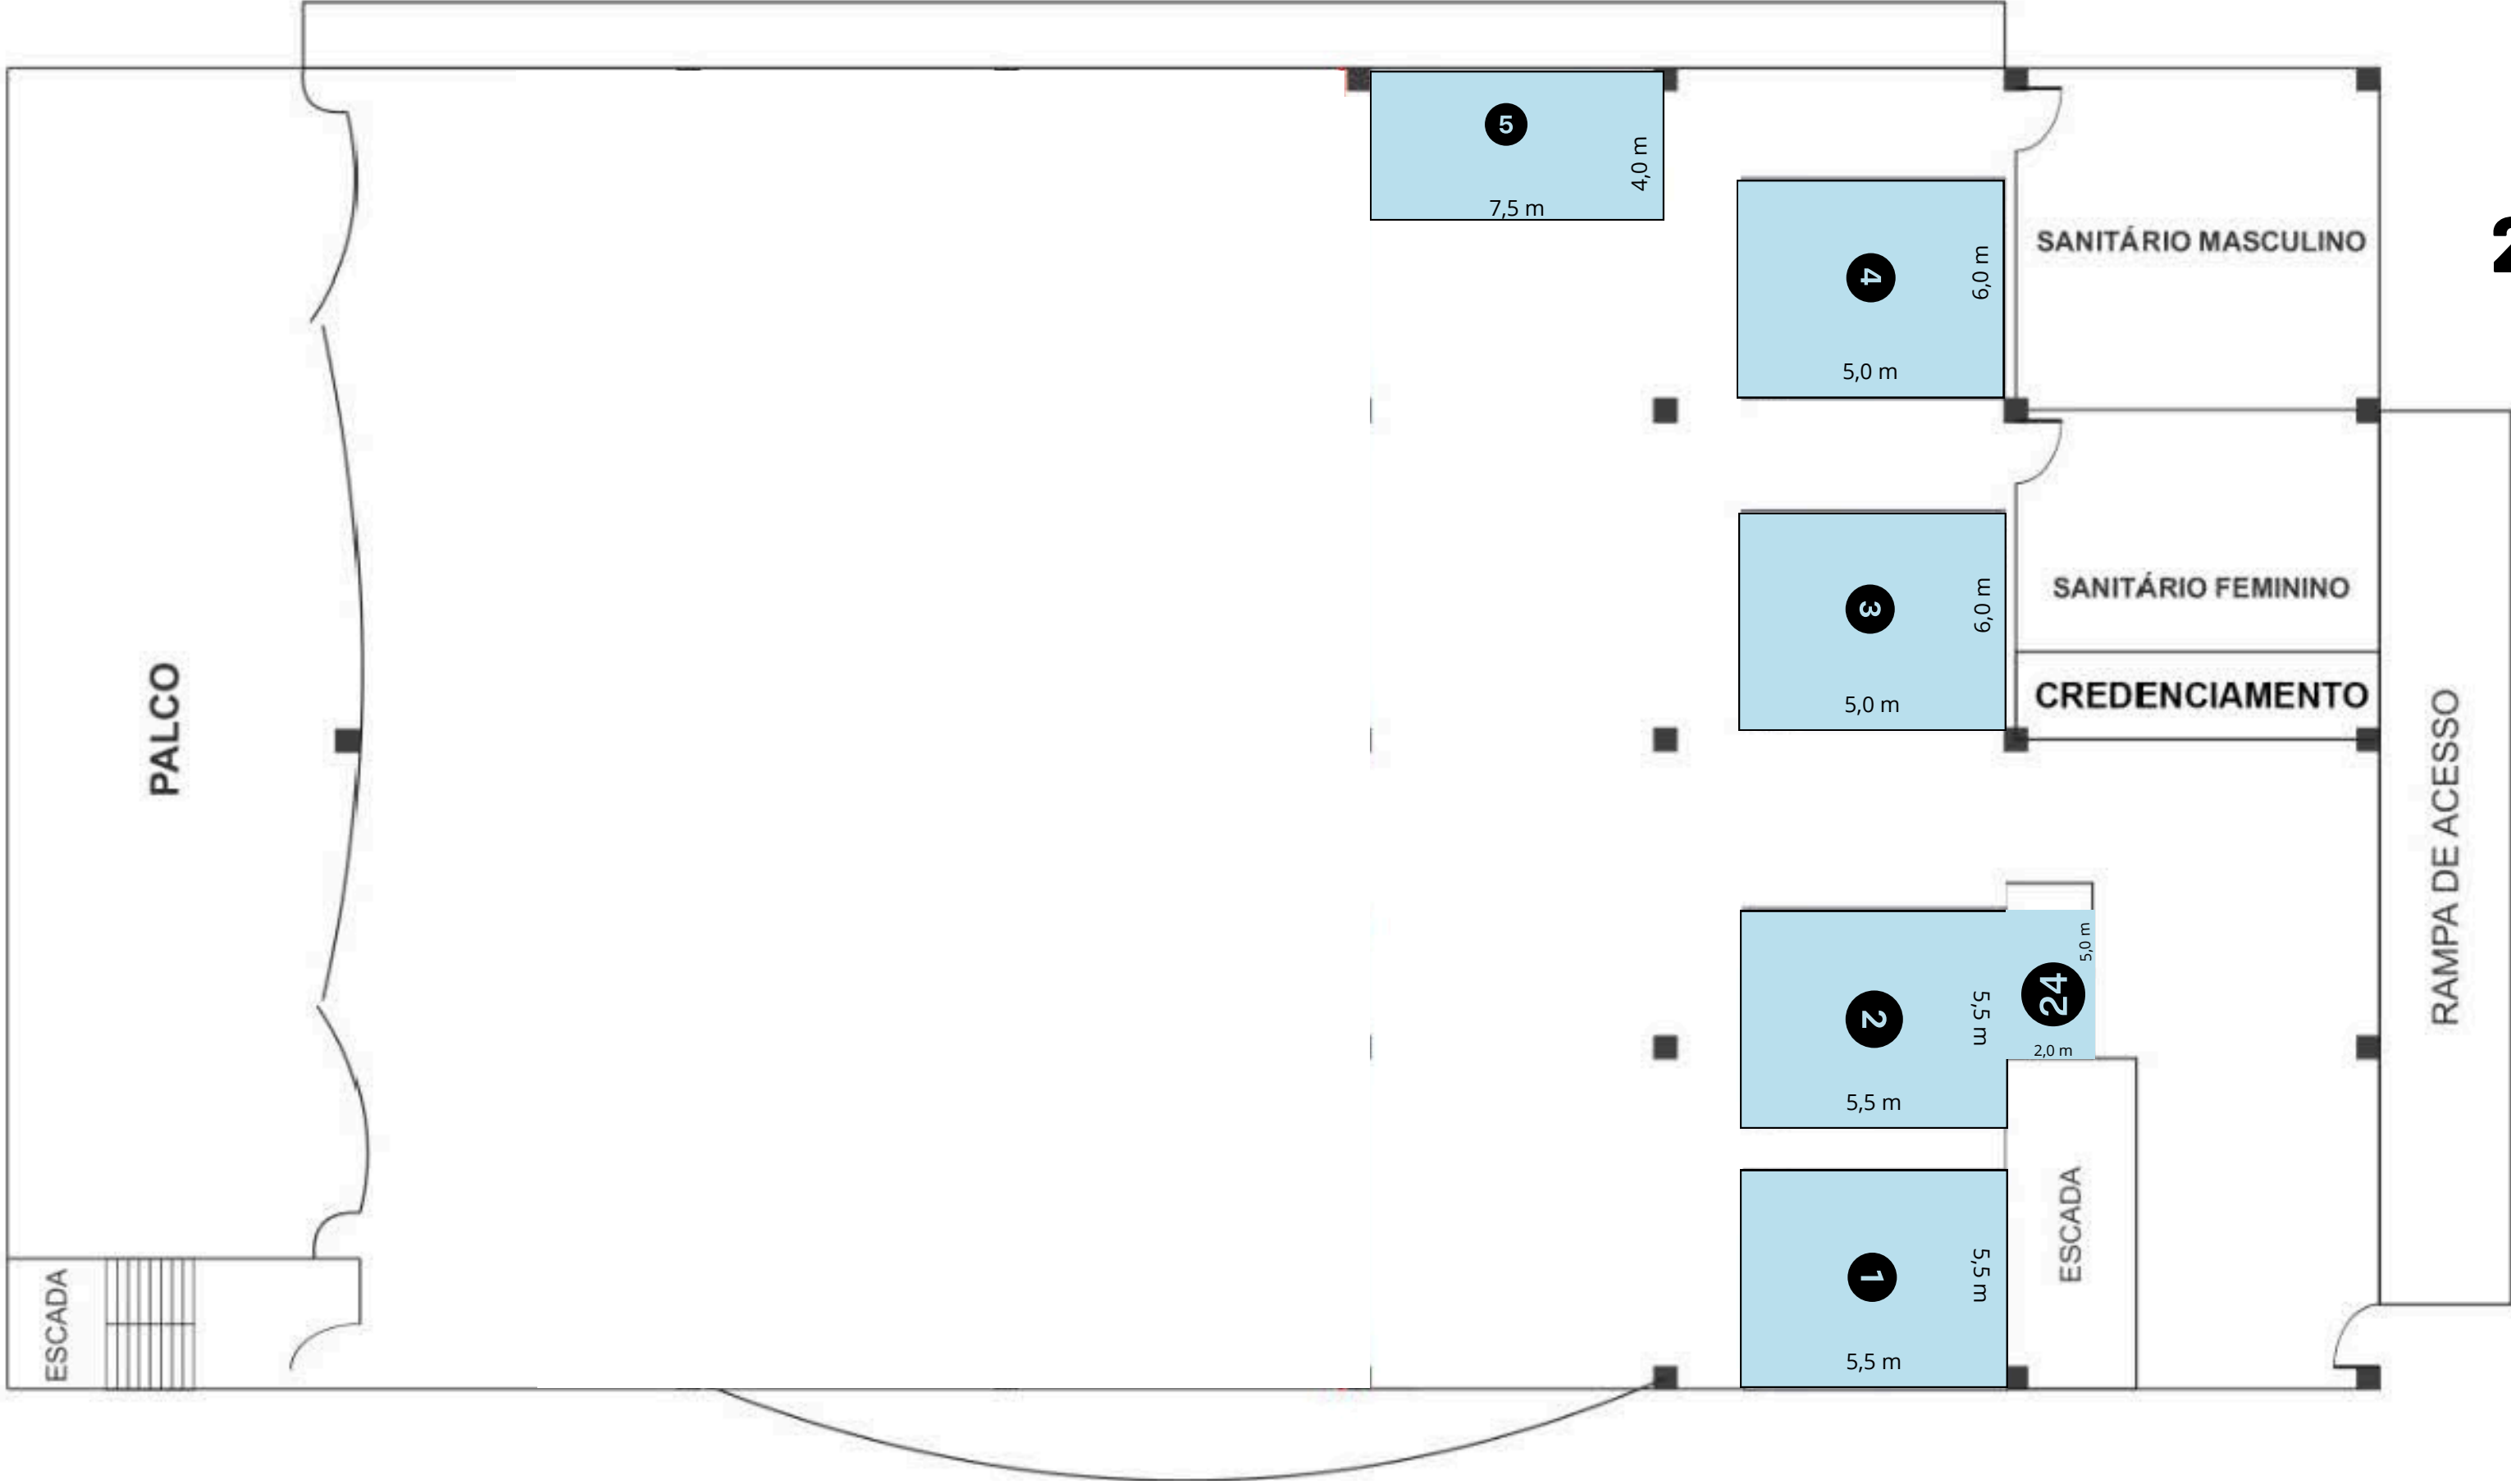 5
4,0 m
7,5 m
4
6,0 m
5,0 m
SANITÁRIO MASCULINO
2
3
6,0 m
5,0 m
SANITÁRIO FEMININO
CREDENCIAMENTO
PALCO
RAMPA DE ACESSO
2
5,5 m
5,5 m
24
5,0 m
2,0 m
1
5,5 m
5,5 m
ESCADA
ESCADA